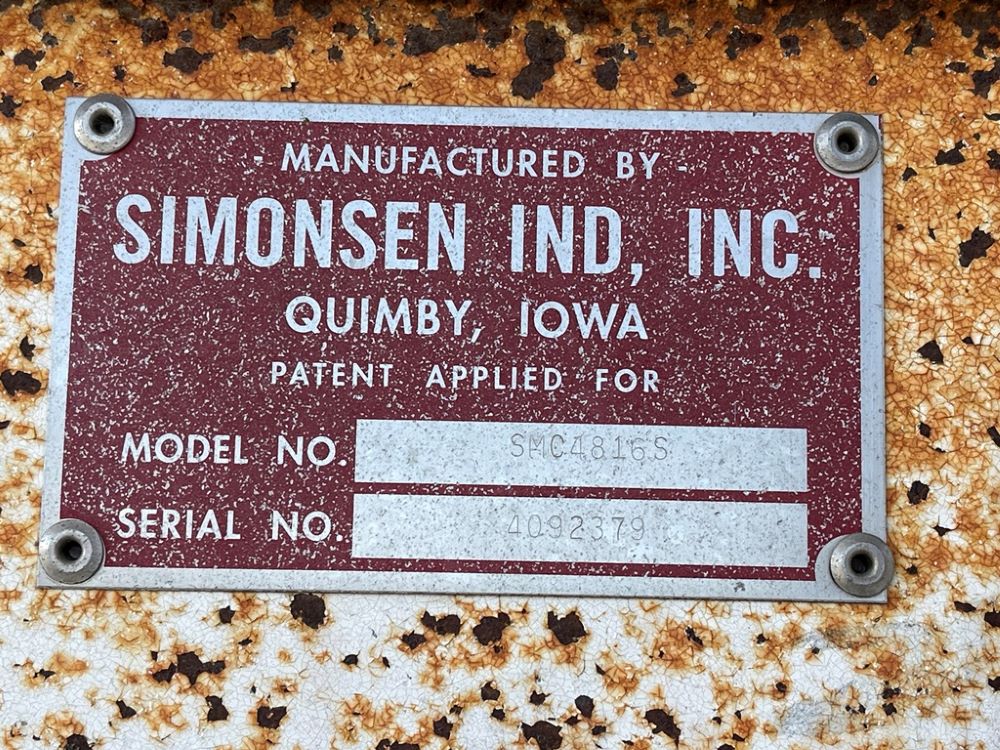 - MANUFACTURED BY -
SIMONSEN IND, INC.
QUIMBY, IOWA
PATENT APPLIED FOR
MODEL NO. SMC4816S
SERIAL NO. 4092379